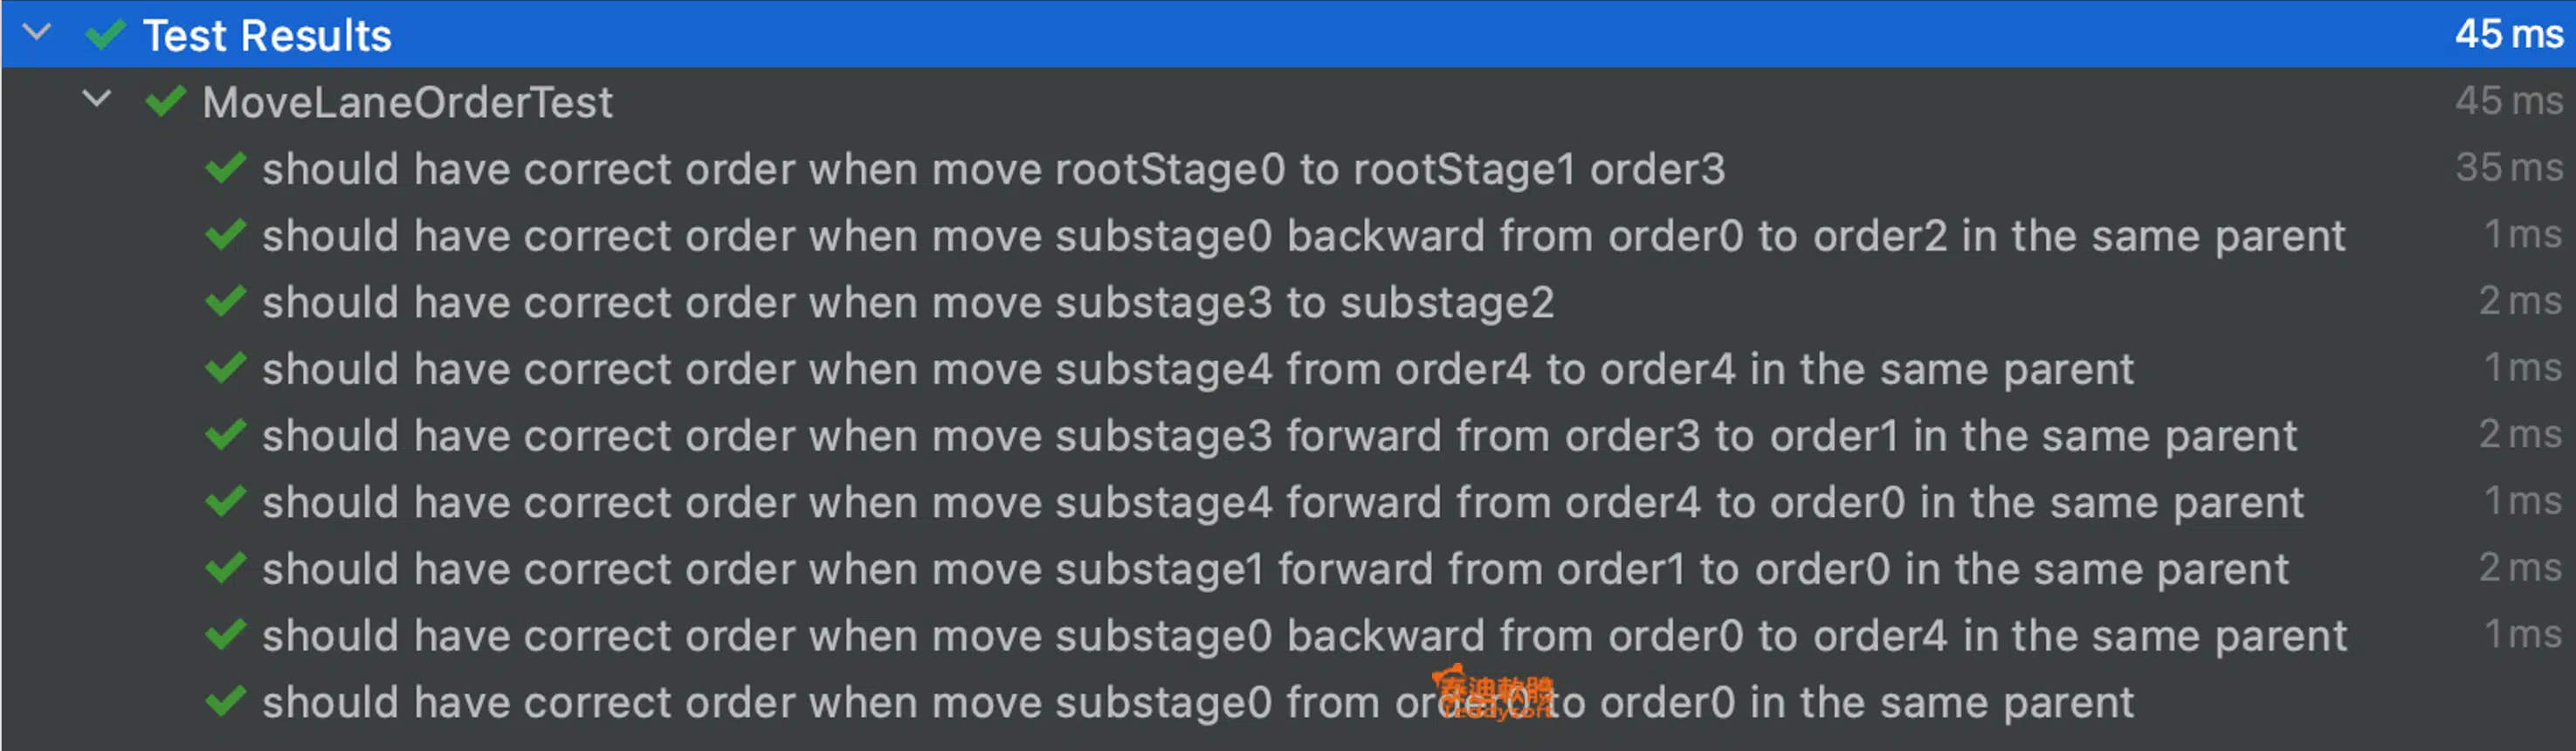 Test Results 45 ms
MoveLaneOrderTest 45 ms
should have correct order when move rootStage0 to rootStage1 order3 35 ms
should have correct order when move substage0 backward from order0 to order2 in the same parent 1 ms
should have correct order when move substage3 to substage2 2 ms
should have correct order when move substage4 from order4 to order4 in the same parent 1 ms
should have correct order when move substage3 forward from order3 to order1 in the same parent 2 ms
should have correct order when move substage4 forward from order4 to order0 in the same parent 1 ms
should have correct order when move substage1 forward from order1 to order0 in the same parent 2 ms
should have correct order when move substage0 backward from order0 to order4 in the same parent 1 ms
should have correct order when move substage0 from order0 to order0 in the same parent
泰迪軟體
Teddysoft